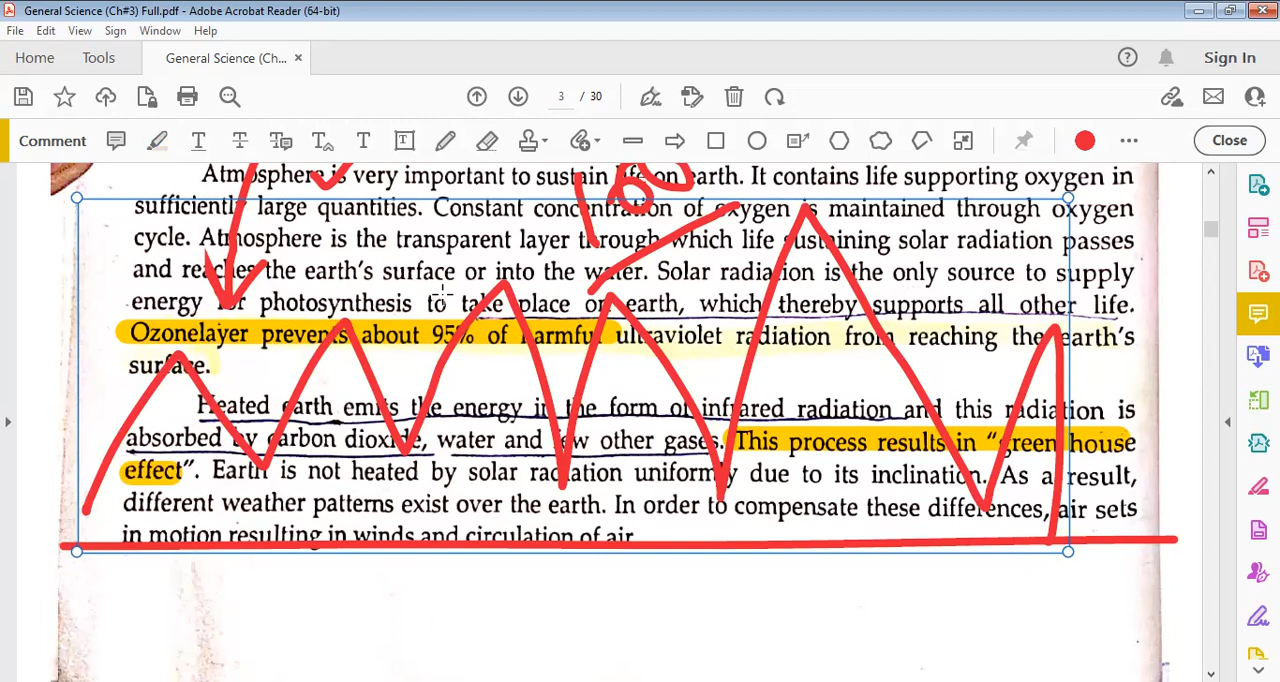 General Science (Ch#3) Full.pdf - Adobe Acrobat Reader (64-bit)
File Edit View Sign Window Help
Home Tools General Science (Ch... × Sign In
3 / 30
Comment Close
Atmosphere is very important to sustain life on earth. It contains life supporting oxygen in
sufficiently large quantities. Constant concentration of oxygen is maintained through oxygen
cycle. Atmosphere is the transparent layer through which life sustaining solar radiation passes
and reaches the earth's surface or into the water. Solar radiation is the only source to supply
energy for photosynthesis to take place on earth, which thereby supports all other life.
Ozonelayer prevents about 95% of harmful ultraviolet radiation from reaching the earth's
surface.
Heated earth emits the energy in the form of infrared radiation and this radiation is
absorbed by carbon dioxide, water and few other gases. This process results in "green house
effect". Earth is not heated by solar radiation uniformly due to its inclination. As a result,
different weather patterns exist over the earth. In order to compensate these differences, air sets
in motion resulting in winds and circulation of air